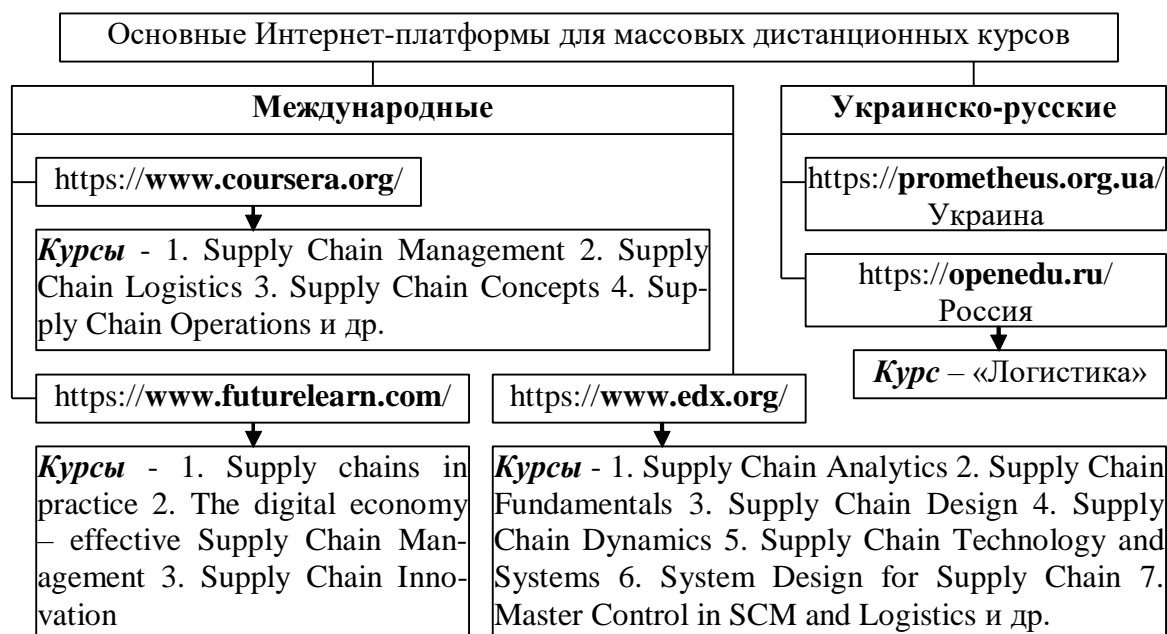 Основные Интернет-платформы для массовых дистанционных курсов
Международные
https://www.coursera.org/
Курсы - 1. Supply Chain Management 2. Supply
Chain Logistics 3. Supply Chain Concepts 4. Sup-
ply Chain Operations и др.
https://www.futurelearn.com/
Курсы - 1. Supply chains in
practice 2. The digital economy
– effective Supply Chain Man-
agement 3. Supply Chain Inno-
vation
https://www.edx.org/
Курсы - 1. Supply Chain Analytics 2. Supply Chain
Fundamentals 3. Supply Chain Design 4. Supply
Chain Dynamics 5. Supply Chain Technology and
Systems 6. System Design for Supply Chain 7.
Master Control in SCM and Logistics и др.
Украинско-русские
https://prometheus.org.ua/
Украина
https://openedu.ru/
Россия
Курс – «Логистика»